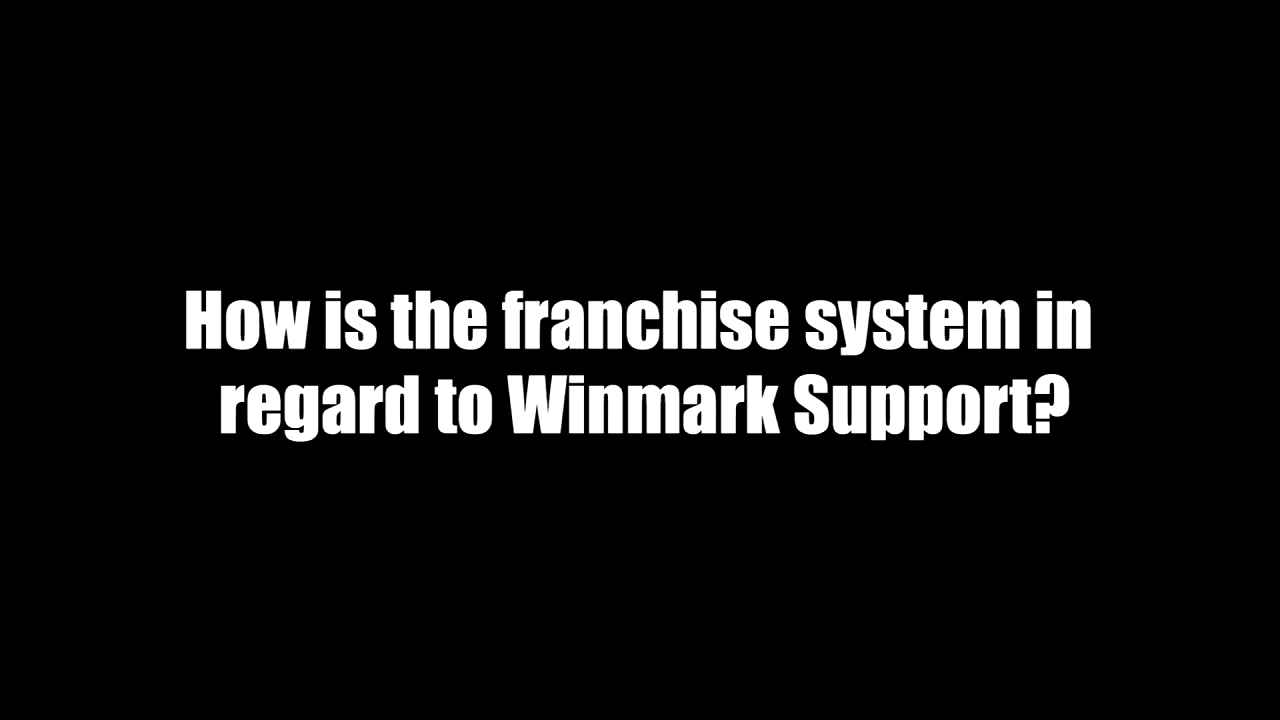 How is the franchise system in
regard to Winmark Support?